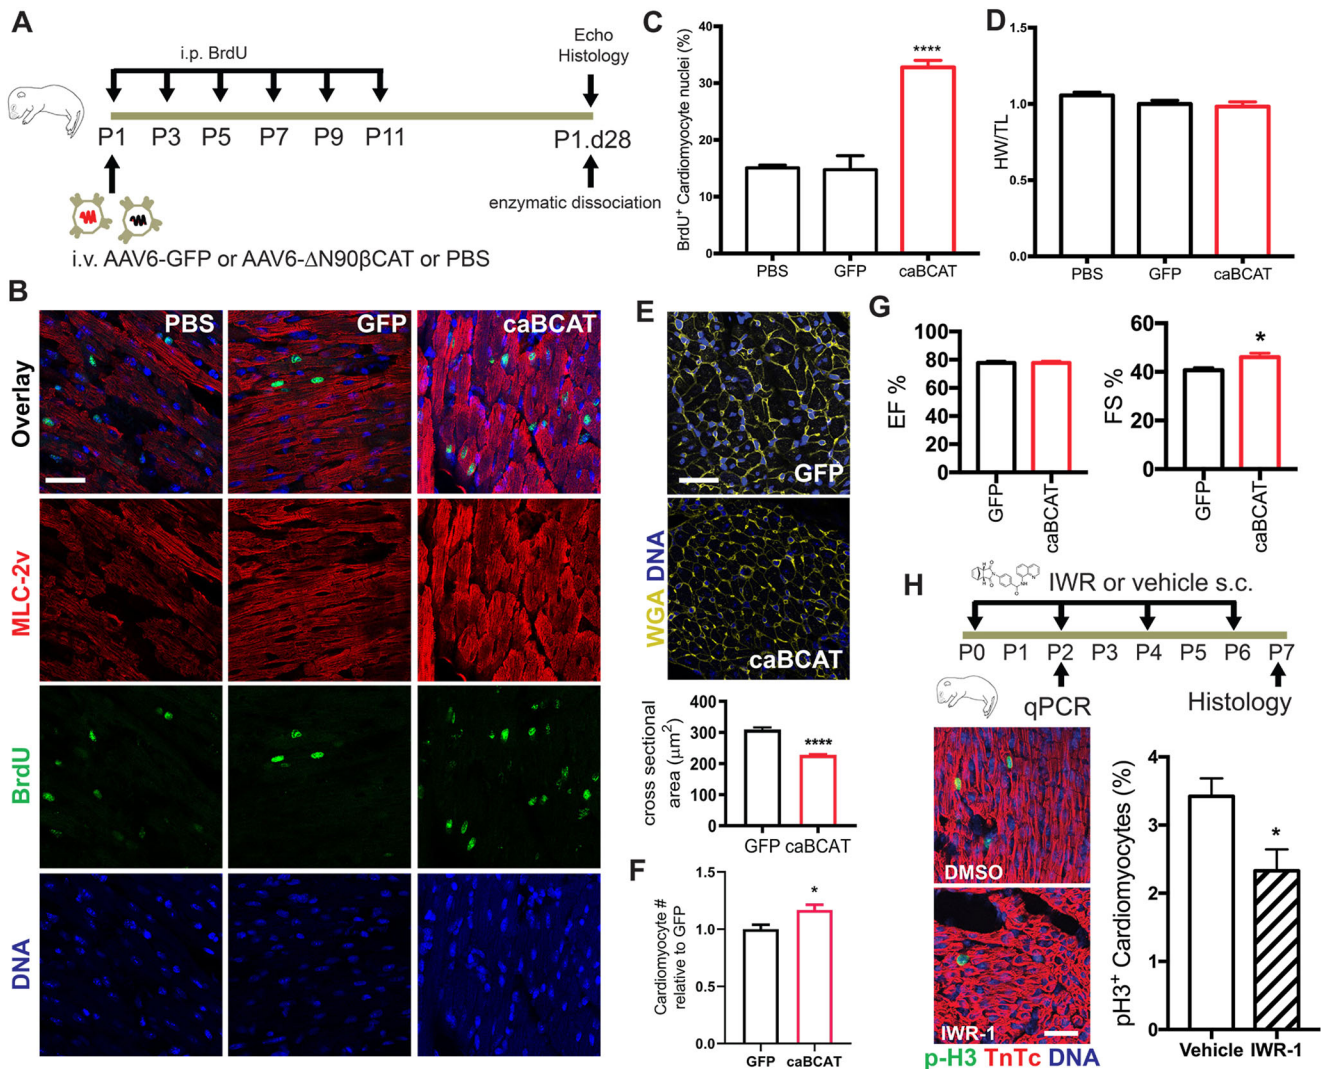 A
i.p. BrdU
Echo
Histology
P1 P3 P5 P7 P9 P11 P1.d28
enzymatic dissociation
i.v. AAV6-GFP or AAV6-ΔN90βCAT or PBS
B
PBS GFP caBCAT
Overlay
MLC-2v
BrdU
DNA
C
BrdU⁺ Cardiomyocyte nuclei (%)
40
30
20
10
0
****
PBS GFP caBCAT
D
HW/TL
1.5
1.0
0.5
0.0
PBS GFP caBCAT
E
WGA DNA
GFP
caBCAT
cross sectional
area (μm²)
400
300
200
100
0
****
GFP caBCAT
F
Cardiomyocyte #
relative to GFP
1.5
1.0
0.5
0.0
*
GFP caBCAT
G
EF %
100
80
60
40
20
0
GFP
caBCAT
FS %
60
40
20
0
*
GFP
caBCAT
H
IWR or vehicle s.c.
P0 P1 P2 P3 P4 P5 P6 P7
qPCR Histology
DMSO
IWR-1
p-H3 TnTc DNA
pH3⁺ Cardiomyocytes (%)
4
3
2
1
0
*
Vehicle IWR-1